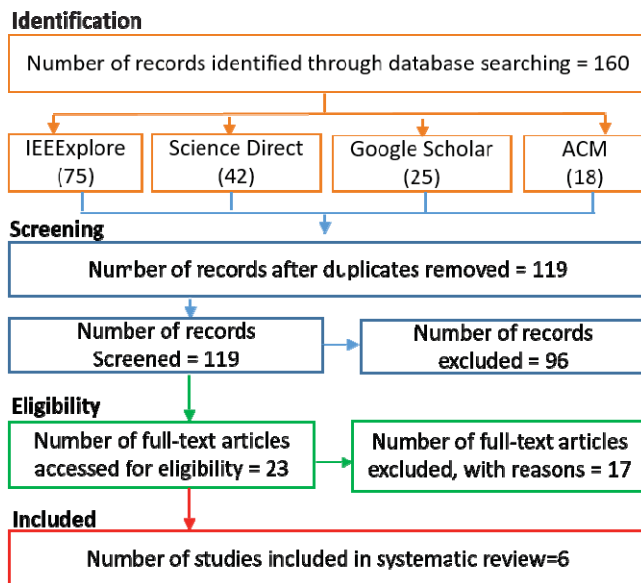 Identification
Number of records identified through database searching = 160
IEEExplore
(75)
Science Direct
(42)
Google Scholar
(25)
ACM
(18)
Screening
Number of records after duplicates removed = 119
Number of records
Screened = 119
Number of records
excluded = 96
Eligibility
Number of full-text articles
accessed for eligibility = 23
Number of full-text articles
excluded, with reasons = 17
Included
Number of studies included in systematic review=6